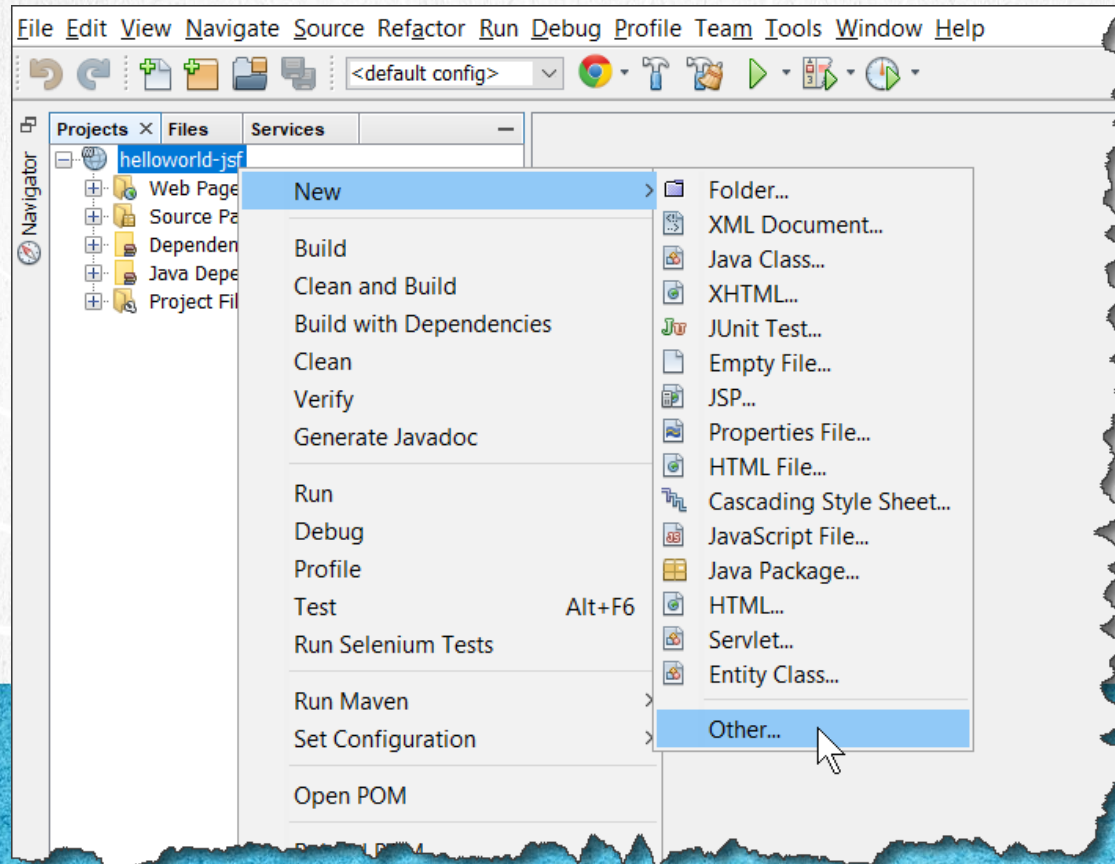 File Edit View Navigate Source Refactor Run Debug Profile Team Tools Window Help
<default config>
Projects Files Services
Navigator
helloworld-jsf
Web Page
Source Pa
Dependen
Java Depe
Project Fil
New
Build
Clean and Build
Build with Dependencies
Clean
Verify
Generate Javadoc
Run
Debug
Profile
Test Alt+F6
Run Selenium Tests
Run Maven
Set Configuration
Open POM
Folder...
XML Document...
Java Class...
XHTML...
JUnit Test...
Empty File...
JSP...
Properties File...
HTML File...
Cascading Style Sheet...
JavaScript File...
Java Package...
HTML...
Servlet...
Entity Class...
Other...